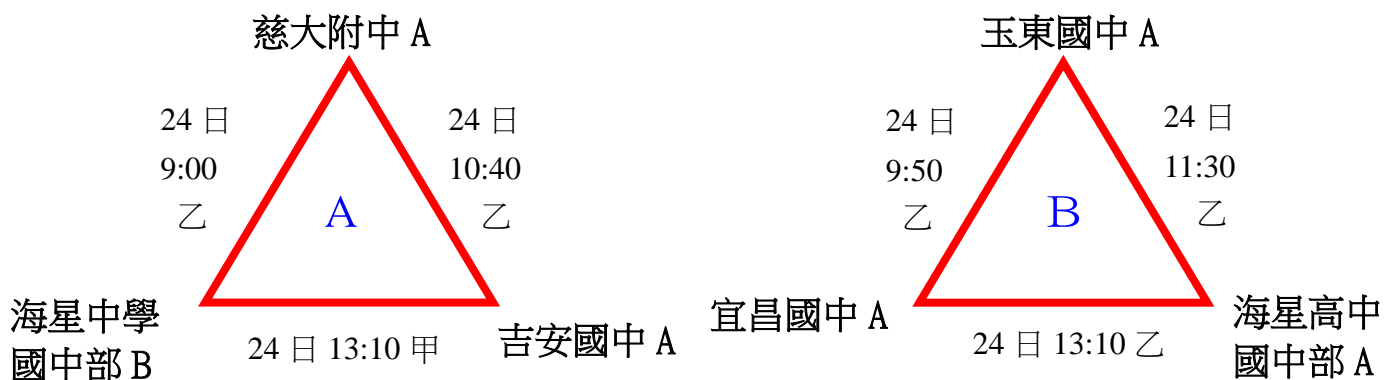 慈大附中 A
24 日
9:00
乙
24 日
10:40
乙
A
海星中學
國中部 B
24 日 13:10 甲
吉安國中 A
玉東國中 A
24 日
9:50
乙
24 日
11:30
乙
B
宜昌國中 A
24 日 13:10 乙
海星高中
國中部 A